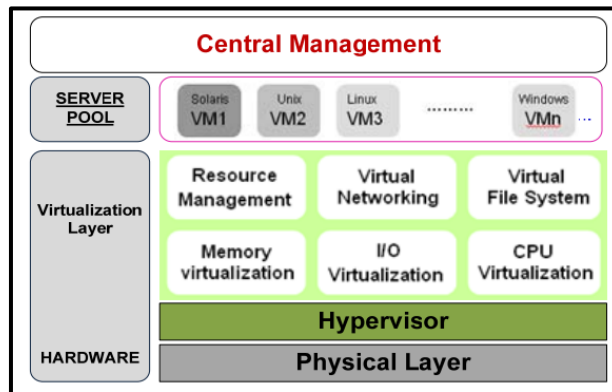 Central Management
SERVER
POOL
Solaris
VM1
Unix
VM2
Linux
VM3
.........
Windows
VMn
...
Virtualization
Layer
Resource
Management
Virtual
Networking
Virtual
File System
Memory
virtualization
I/O
Virtualization
CPU
Virtualization
Hypervisor
HARDWARE
Physical Layer